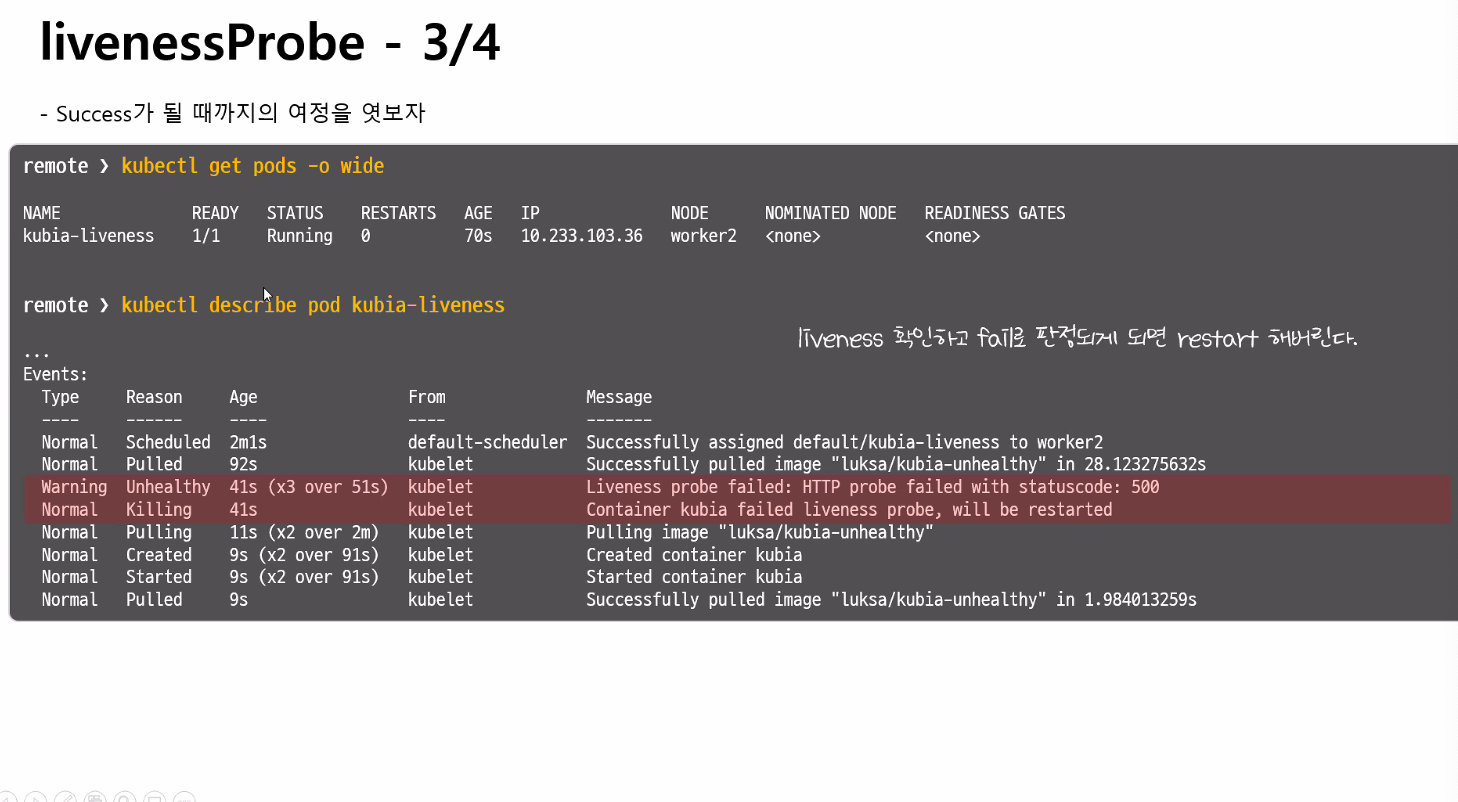 livenessProbe - 3/4
- Success가 될 때까지의 여정을 엿보자
remote ❯ kubectl get pods -o wide
NAME READY STATUS RESTARTS AGE IP NODE NOMINATED NODE READINESS GATES
kubia-liveness 1/1 Running 0 70s 10.233.103.36 worker2 <none> <none>
remote ❯ kubectl describe pod kubia-liveness
liveness 확인하고 fail로 판정되게 되면 restart 해버린다.
...
Events:
Type Reason Age From Message
---- ------ ---- ---- -------
Normal Scheduled 2m1s default-scheduler Successfully assigned default/kubia-liveness to worker2
Normal Pulled 92s kubelet Successfully pulled image "luksa/kubia-unhealthy" in 28.123275632s
Warning Unhealthy 41s (x3 over 51s) kubelet Liveness probe failed: HTTP probe failed with statuscode: 500
Normal Killing 41s kubelet Container kubia failed liveness probe, will be restarted
Normal Pulling 11s (x2 over 2m) kubelet Pulling image "luksa/kubia-unhealthy"
Normal Created 9s (x2 over 91s) kubelet Created container kubia
Normal Started 9s (x2 over 91s) kubelet Started container kubia
Normal Pulled 9s kubelet Successfully pulled image "luksa/kubia-unhealthy" in 1.984013259s